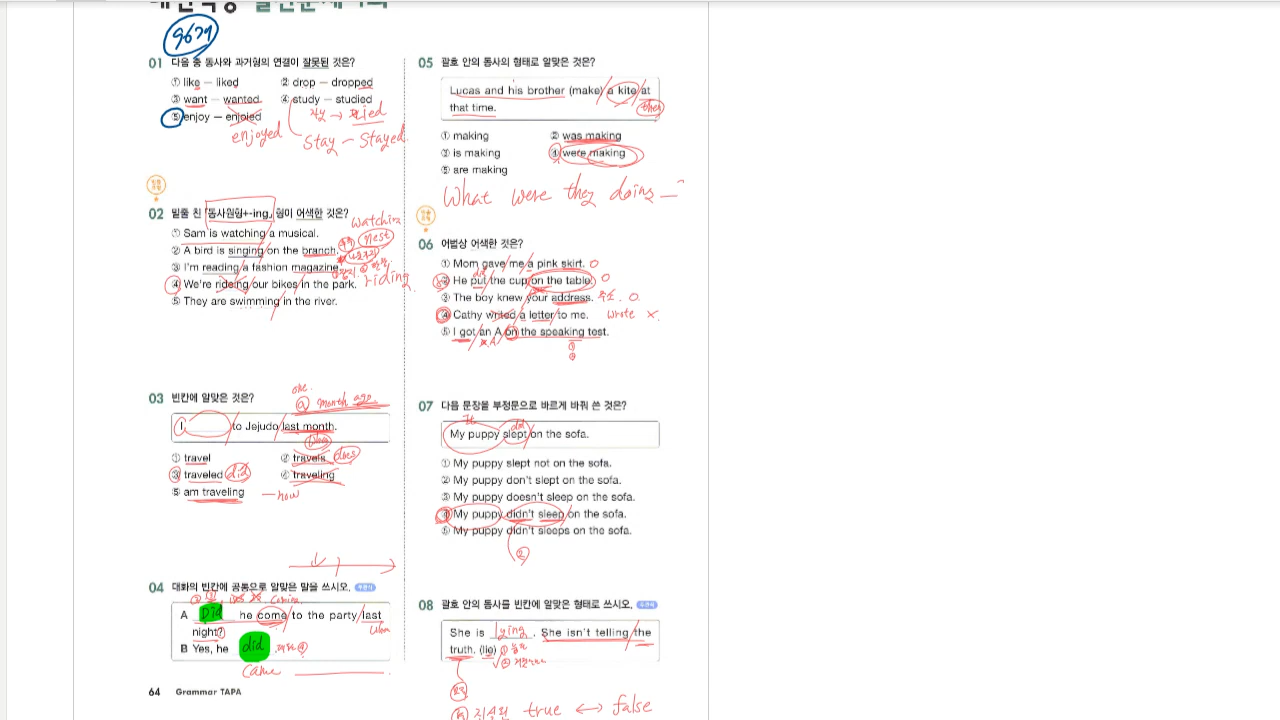 9629
01 다음 중 동사와 과거형의 연결이 잘못된 것은?
① like – liked ② drop – dropped
③ want – wanted ④ study – studied
⑤ enjoy – enjoied
enjoyed
Stay – Stayed
02 밑줄 친 「동사원형+-ing」 형이 어색한 것은?
watching
① Sam is watching a musical.
② A bird is singing on the branch.
nest
③ I'm reading a fashion magazine.
④ We're rideing our bikes in the park. riding
⑤ They are swimming in the river.
03 빈칸에 알맞은 것은?
one
a month ago
I to Jejudo last month.
① travel ② travels does
③ traveled did ④ traveling
⑤ am traveling – now
04 대화의 빈칸에 공통으로 알맞은 말을 쓰시오.
A Did he come to the party last
night?
B Yes, he did
came
64 Grammar TAPA
05 괄호 안의 동사의 형태로 알맞은 것은?
Lucas and his brother (make) a kite at
that time.
then
① making ② was making
③ is making ④ were making
⑤ are making
What were they doing – ?
06 어법상 어색한 것은?
① Mom gave me a pink skirt. O
did
② He put the cup on the table. O
③ The boy knew your address. 주소. O
④ Cathy writed a letter to me. wrote X.
⑤ I got an A on the speaking test.
07 다음 문장을 부정문으로 바르게 바꿔 쓴 것은?
It did
My puppy slept on the sofa.
① My puppy slept not on the sofa.
② My puppy don't slept on the sofa.
③ My puppy doesn't sleep on the sofa.
④ My puppy didn't sleep on the sofa.
⑤ My puppy didn't sleeps on the sofa.
②
08 괄호 안의 동사를 빈칸에 알맞은 형태로 쓰시오.
She is lying. She isn't telling the
truth. (lie)
true ↔ false